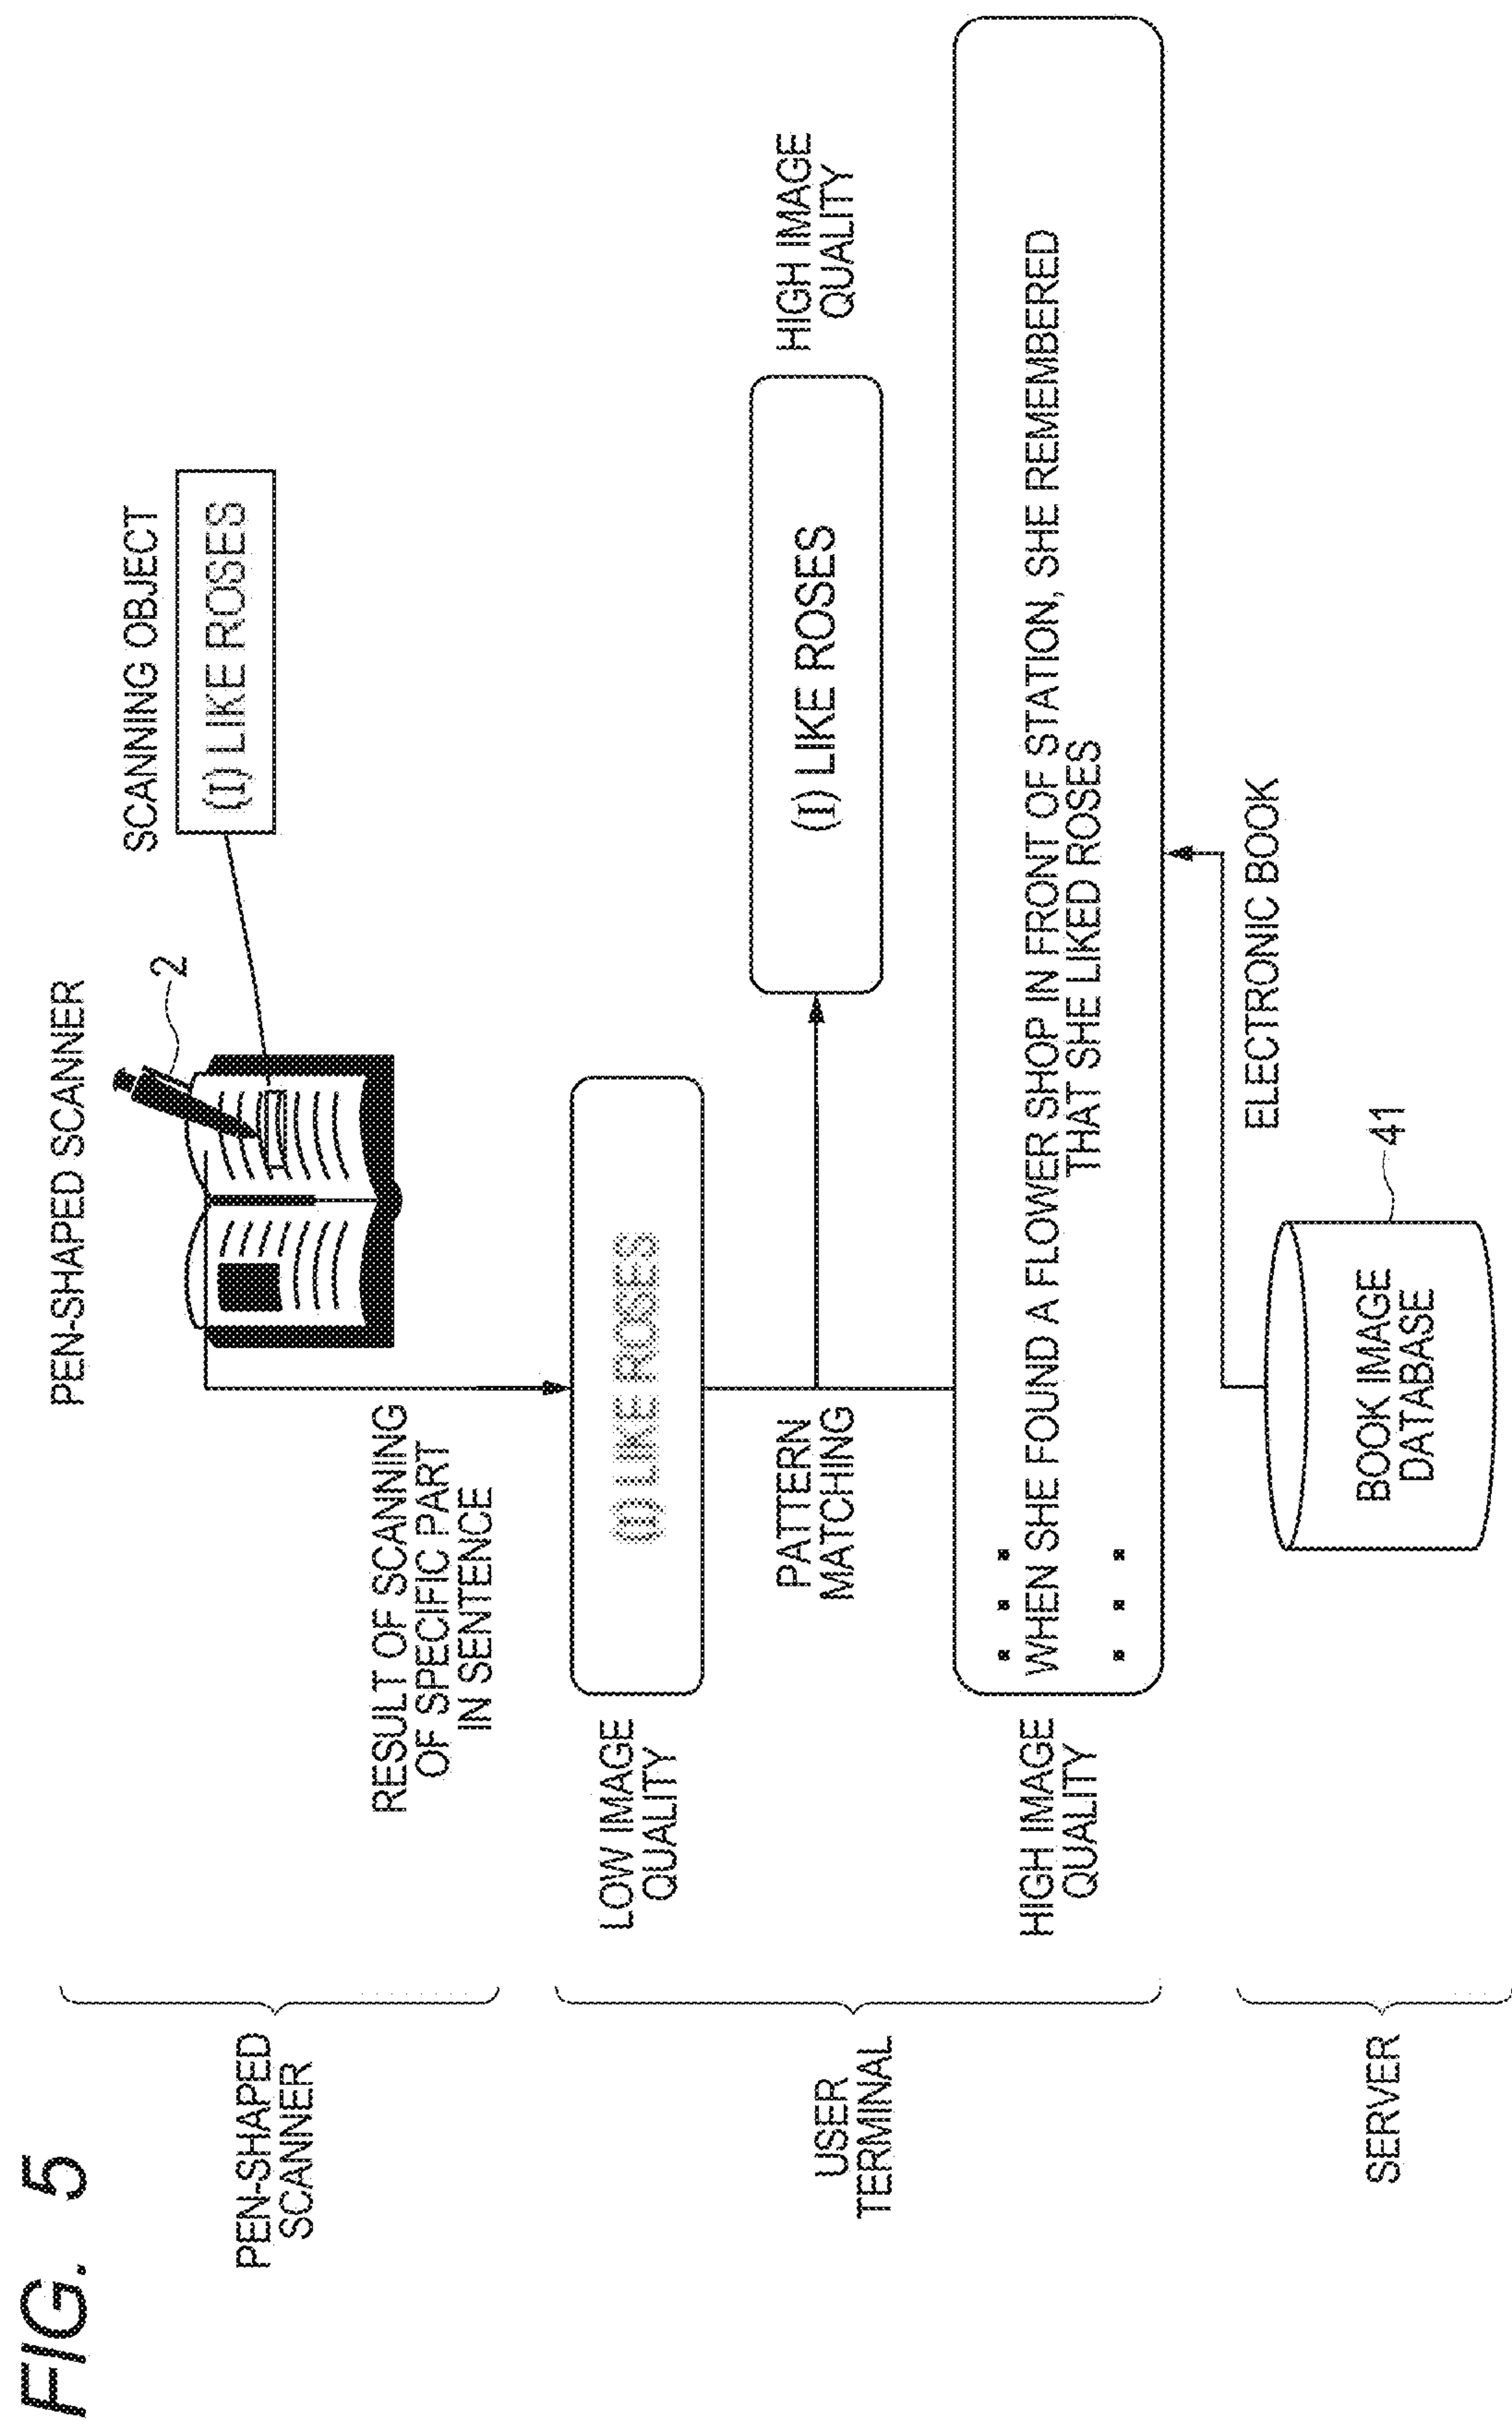 FIG. 5
PEN-SHAPED SCANNER
2
SCANNING OBJECT
(I) LIKE ROSES
PEN-SHAPED
SCANNER
RESULT OF SCANNING
OF SPECIFIC PART
IN SENTENCE
LOW IMAGE
QUALITY
(I) LIKE ROSES
USER
TERMINAL
PATTERN
MATCHING
(I) LIKE ROSES
HIGH IMAGE
QUALITY
HIGH IMAGE
QUALITY
WHEN SHE FOUND A FLOWER SHOP IN FRONT OF STATION, SHE REMEMBERED
THAT SHE LIKED ROSES
ELECTRONIC BOOK
SERVER
BOOK IMAGE
DATABASE
41